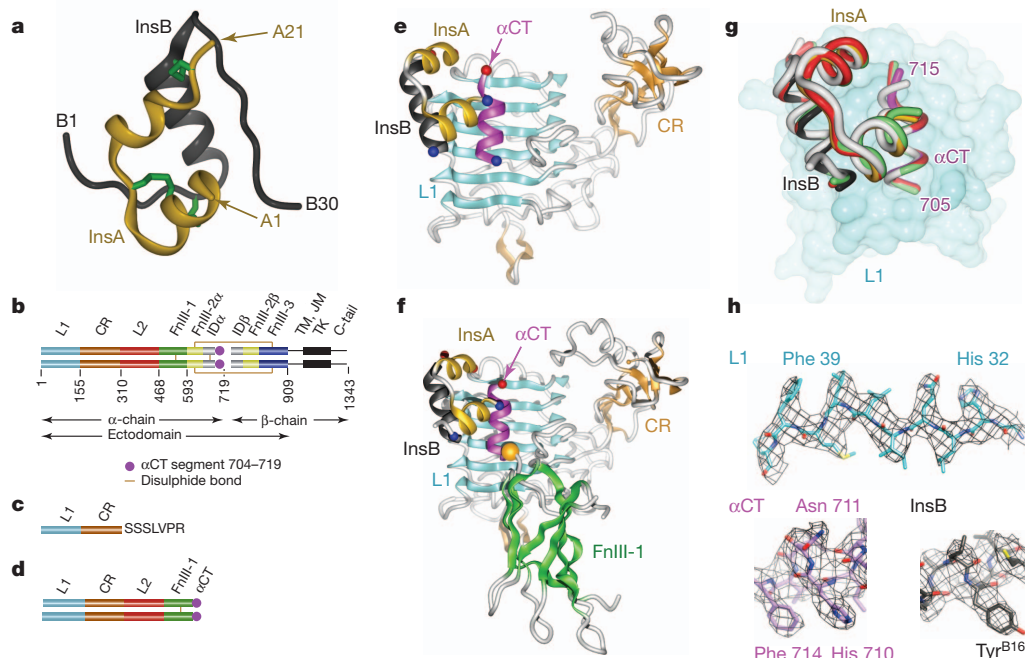 a
InsB
A21
B1
B30
A1
InsA
b
L1
CR
L2
FnIII-1
FnIII-2α
IDα
IDβ
FnIII-2β
FnIII-3
TM, JM
TK
C-tail
1
155
310
468
593
719
909
1343
α-chain
β-chain
Ectodomain
αCT segment 704–719
Disulphide bond
c
L1
CR
SSSLVPR
d
L1
CR
L2
FnIII-1
αCT
e
αCT
InsA
InsB
CR
L1
f
αCT
InsA
InsB
CR
L1
FnIII-1
g
InsA
715
αCT
InsB
705
L1
h
L1
Phe 39
His 32
αCT
Asn 711
InsB
Phe 714
His 710
TyrB16